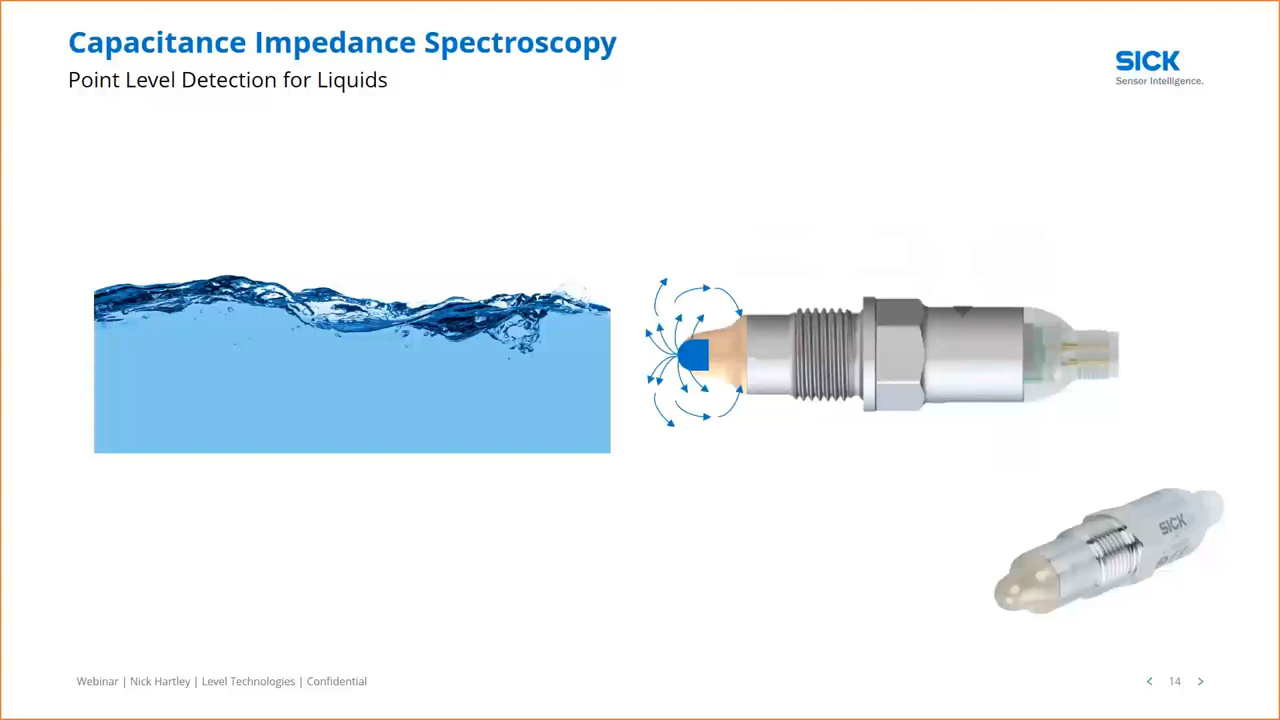 Capacitance Impedance Spectroscopy
Point Level Detection for Liquids
SICK
Sensor Intelligence.
SICK
Webinar | Nick Hartley | Level Technologies | Confidential
< 14 >